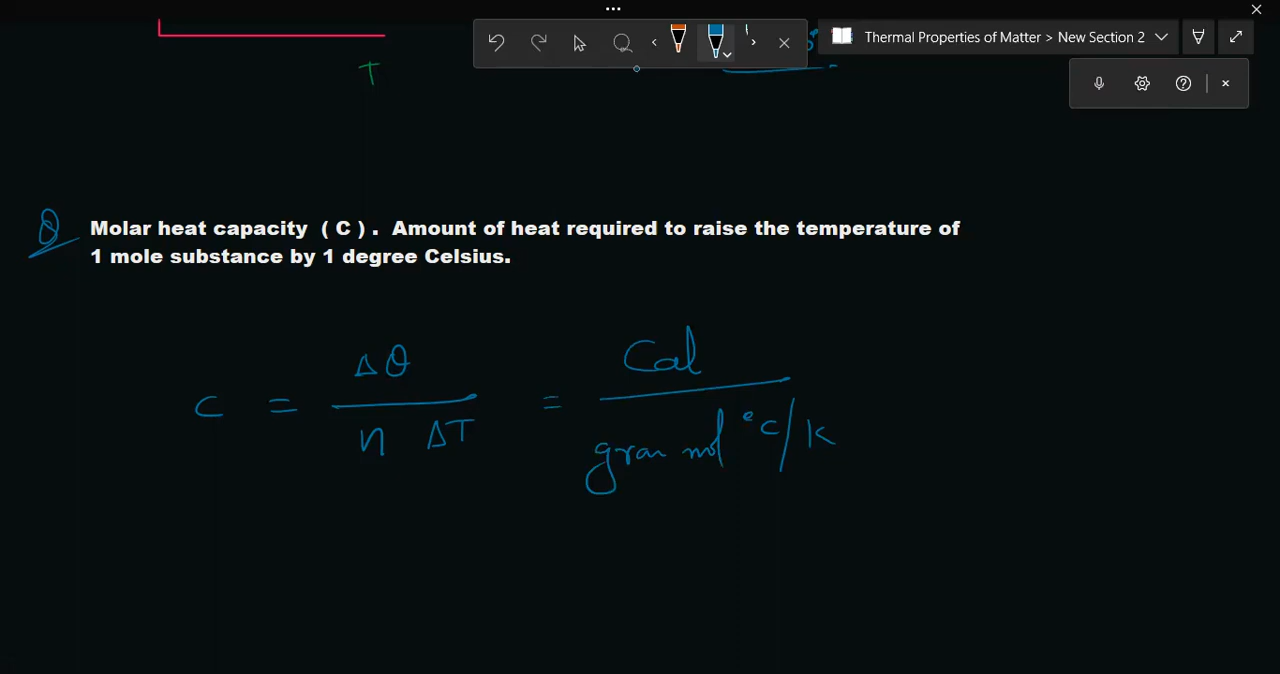 Thermal Properties of Matter > New Section 2
T
Q
Molar heat capacity ( C ) . Amount of heat required to raise the temperature of
1 mole substance by 1 degree Celsius.
C = ΔQ / n ΔT = Cal / gram mol °C/K